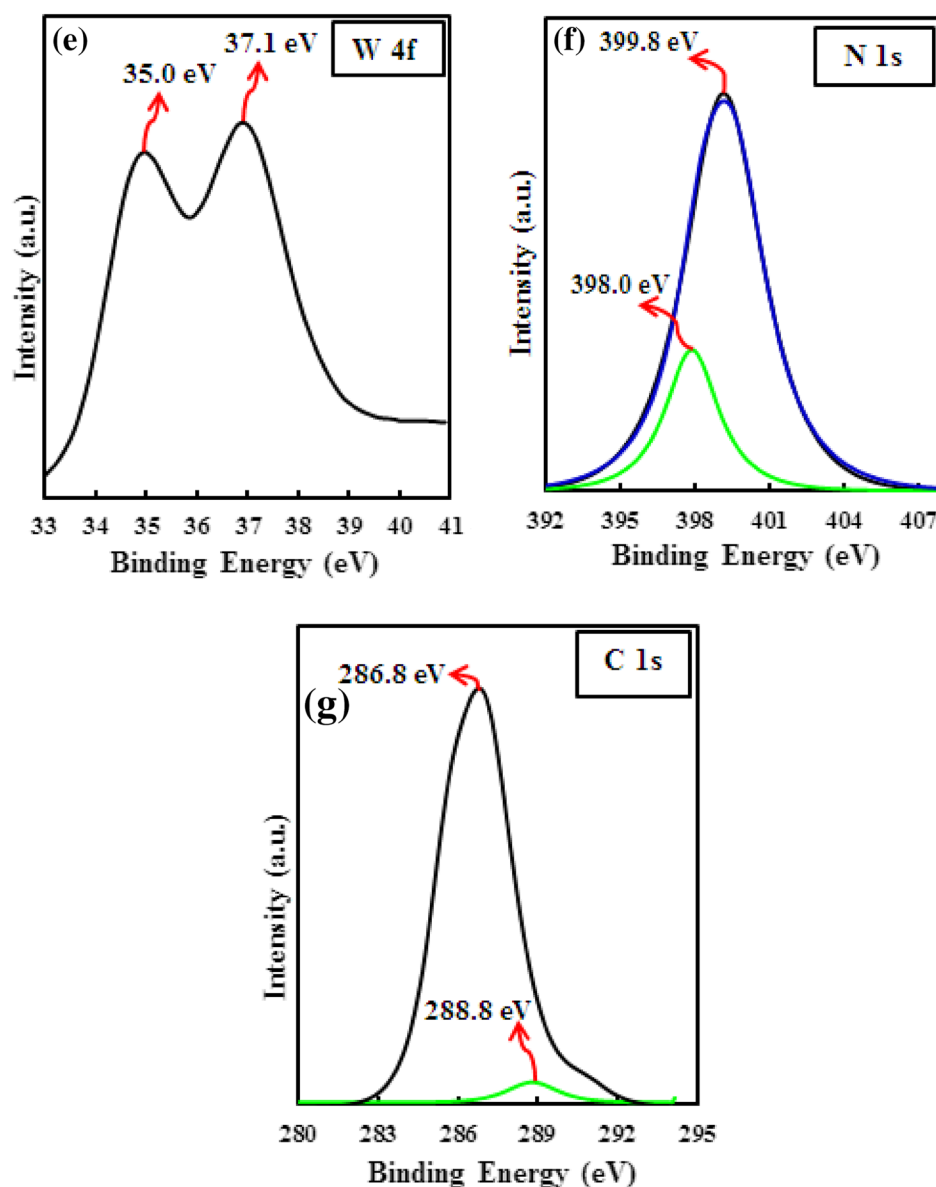 (e)
W 4f
35.0 eV
37.1 eV
Intensity (a.u.)
33 34 35 36 37 38 39 40 41
Binding Energy (eV)
(f)
N 1s
399.8 eV
398.0 eV
Intensity (a.u.)
392 395 398 401 404 407
Binding Energy (eV)
(g)
C 1s
286.8 eV
288.8 eV
Intensity (a.u.)
280 283 286 289 292 295
Binding Energy (eV)